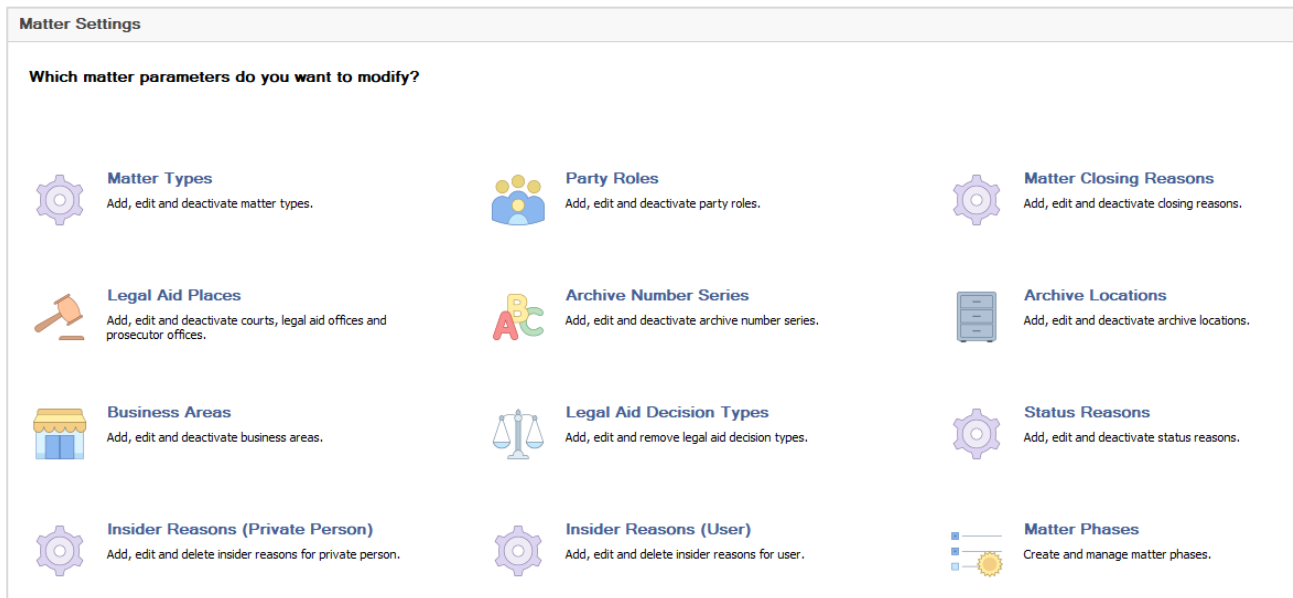 Matter Settings
Which matter parameters do you want to modify?
Matter Types
Add, edit and deactivate matter types.
Party Roles
Add, edit and deactivate party roles.
Matter Closing Reasons
Add, edit and deactivate closing reasons.
Legal Aid Places
Add, edit and deactivate courts, legal aid offices and
prosecutor offices.
ABC
Archive Number Series
Add, edit and deactivate archive number series.
Archive Locations
Add, edit and deactivate archive locations.
Business Areas
Add, edit and deactivate business areas.
Legal Aid Decision Types
Add, edit and remove legal aid decision types.
Status Reasons
Add, edit and deactivate status reasons.
Insider Reasons (Private Person)
Add, edit and delete insider reasons for private person.
Insider Reasons (User)
Add, edit and delete insider reasons for user.
Matter Phases
Create and manage matter phases.